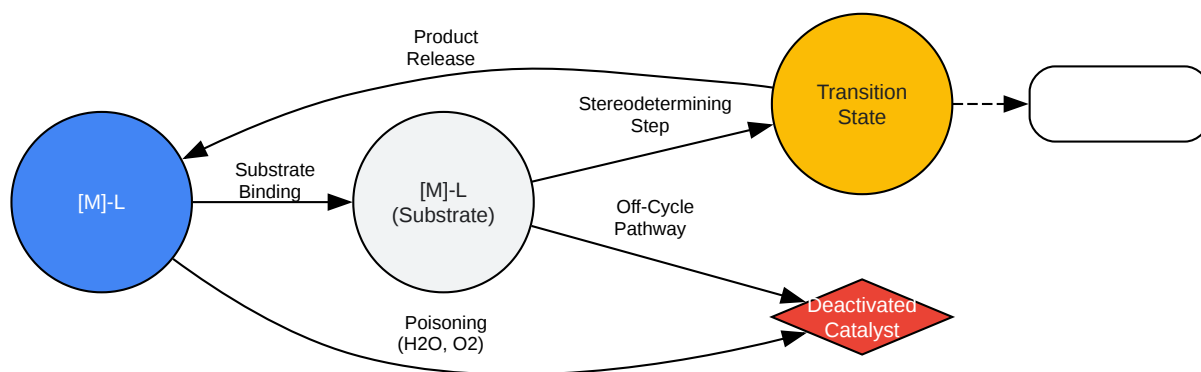 Product
Release
Stereodetermining
Step
Transition
State
Substrate
Binding
[M]-L
[M]-L
(Substrate)
Off-Cycle
Pathway
Poisoning
(H2O, O2)
Deactivated
Catalyst